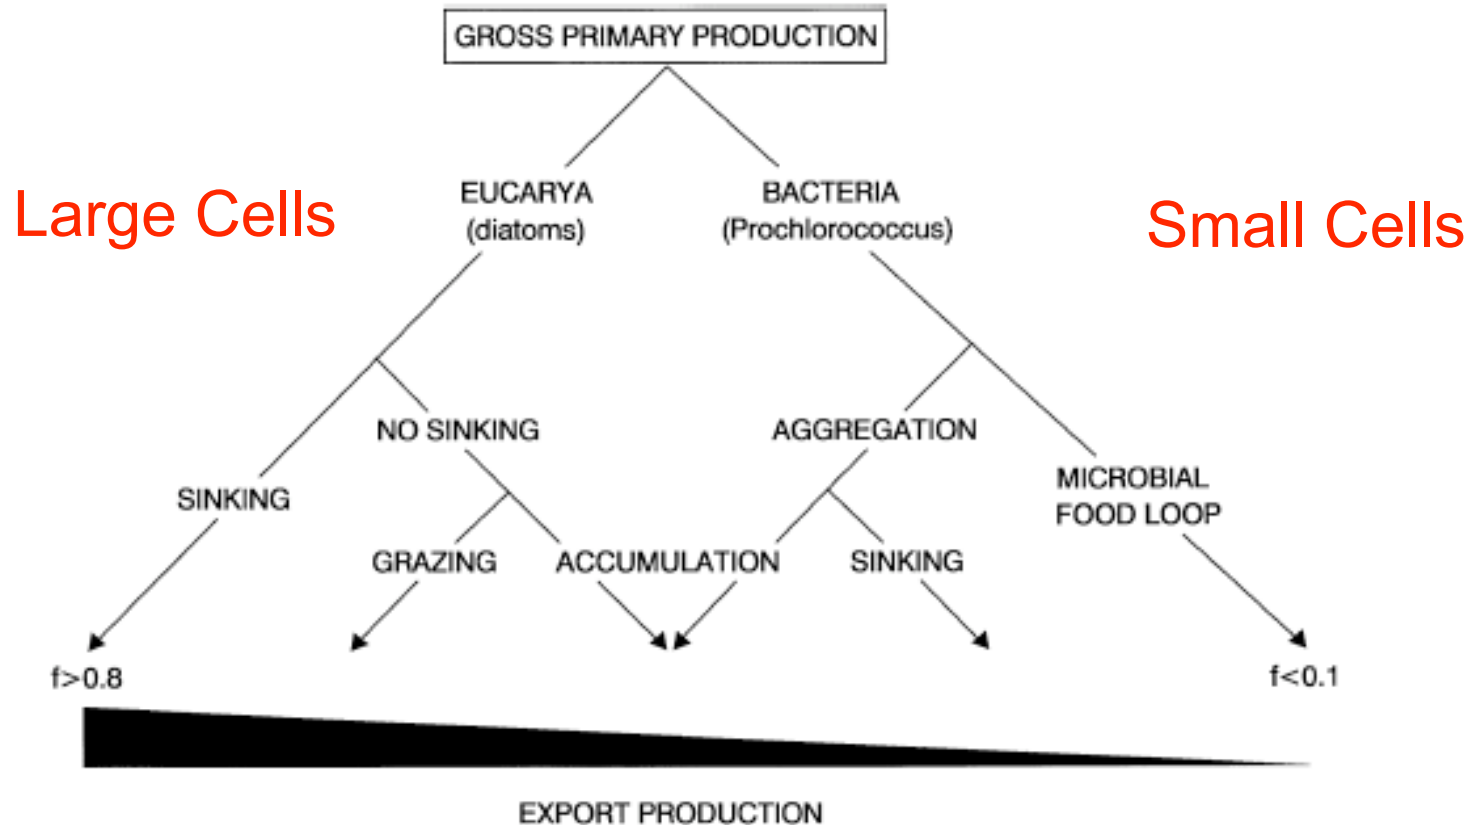 GROSS PRIMARY PRODUCTION
Large Cells
EUCARYA
(diatoms)
BACTERIA
(Prochlorococcus)
Small Cells
NO SINKING
AGGREGATION
SINKING
MICROBIAL
FOOD LOOP
GRAZING
ACCUMULATION
SINKING
f>0.8
f<0.1
EXPORT PRODUCTION